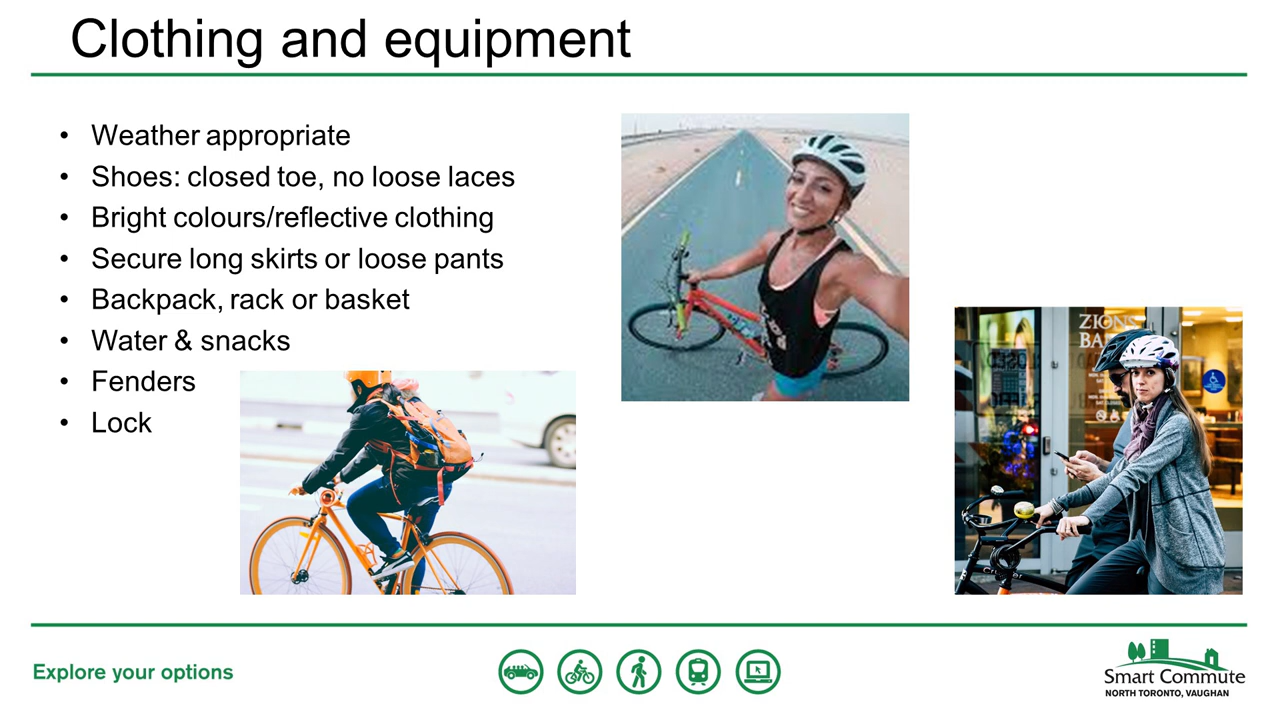 Clothing and equipment
• Weather appropriate
• Shoes: closed toe, no loose laces
• Bright colours/reflective clothing
• Secure long skirts or loose pants
• Backpack, rack or basket
• Water & snacks
• Fenders
• Lock
ZIONS
BA
Explore your options
Smart Commute
NORTH TORONTO, VAUGHAN